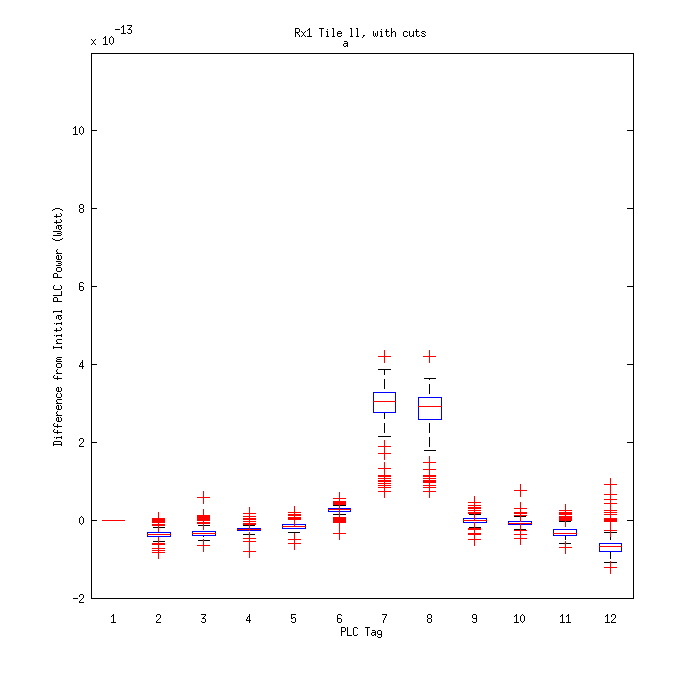 Rx1 Tile 11, with cuts
a
x 10^-13
10
8
6
4
2
0
-2
Difference from Initial PLC Power (Watt)
1 2 3 4 5 6 7 8 9 10 11 12
PLC Tag